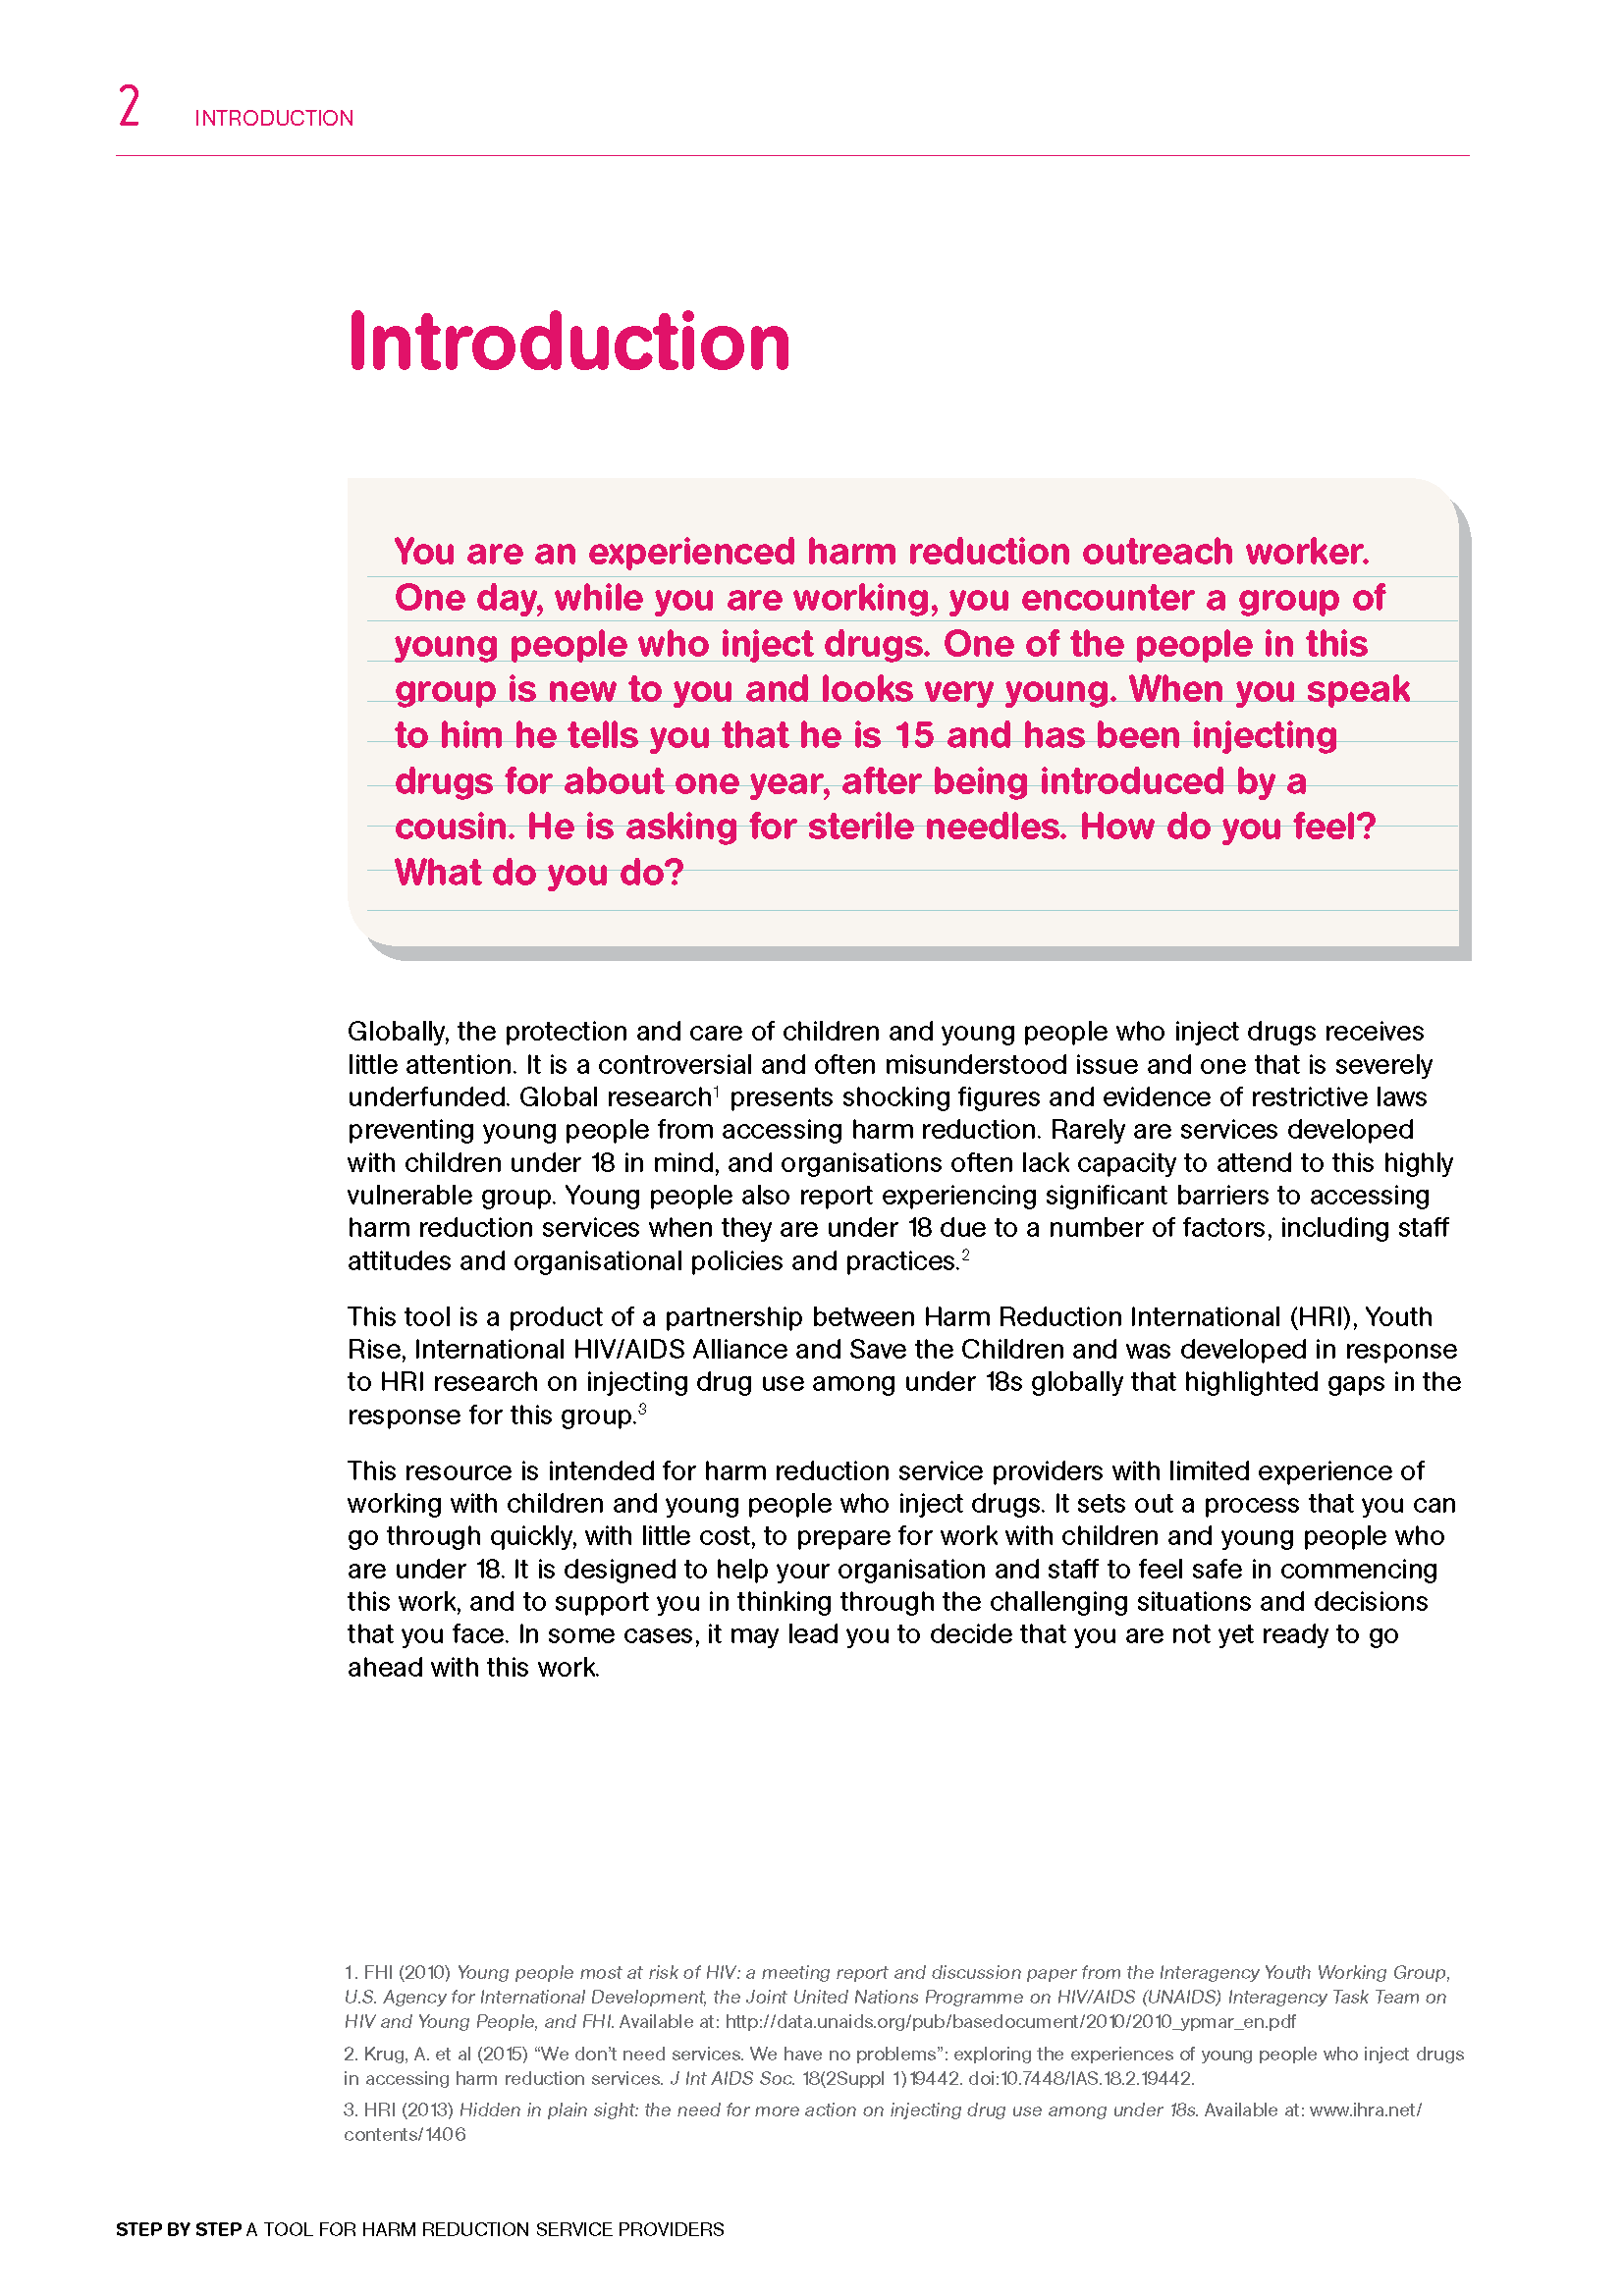 2 INTRODUCTION
Introduction
You are an experienced harm reduction outreach worker.
One day, while you are working, you encounter a group of
young people who inject drugs. One of the people in this
group is new to you and looks very young. When you speak
to him he tells you that he is 15 and has been injecting
drugs for about one year, after being introduced by a
cousin. He is asking for sterile needles. How do you feel?
What do you do?
Globally, the protection and care of children and young people who inject drugs receives
little attention. It is a controversial and often misunderstood issue and one that is severely
underfunded. Global research1 presents shocking figures and evidence of restrictive laws
preventing young people from accessing harm reduction. Rarely are services developed
with children under 18 in mind, and organisations often lack capacity to attend to this highly
vulnerable group. Young people also report experiencing significant barriers to accessing
harm reduction services when they are under 18 due to a number of factors, including staff
attitudes and organisational policies and practices.2
This tool is a product of a partnership between Harm Reduction International (HRI), Youth
Rise, International HIV/AIDS Alliance and Save the Children and was developed in response
to HRI research on injecting drug use among under 18s globally that highlighted gaps in the
response for this group.3
This resource is intended for harm reduction service providers with limited experience of
working with children and young people who inject drugs. It sets out a process that you can
go through quickly, with little cost, to prepare for work with children and young people who
are under 18. It is designed to help your organisation and staff to feel safe in commencing
this work, and to support you in thinking through the challenging situations and decisions
that you face. In some cases, it may lead you to decide that you are not yet ready to go
ahead with this work.
1. FHI (2010) Young people most at risk of HIV: a meeting report and discussion paper from the Interagency Youth Working Group,
U.S. Agency for International Development, the Joint United Nations Programme on HIV/AIDS (UNAIDS) Interagency Task Team on
HIV and Young People, and FHI. Available at: http://data.unaids.org/pub/basedocument/2010/2010_ypmar_en.pdf
2. Krug, A. et al (2015) “We don’t need services. We have no problems”: exploring the experiences of young people who inject drugs
in accessing harm reduction services. J Int AIDS Soc. 18(2Suppl 1)19442. doi:10.7448/IAS.18.2.19442.
3. HRI (2013) Hidden in plain sight: the need for more action on injecting drug use among under 18s. Available at: www.ihra.net/
contents/1406
STEP BY STEP A TOOL FOR HARM REDUCTION SERVICE PROVIDERS